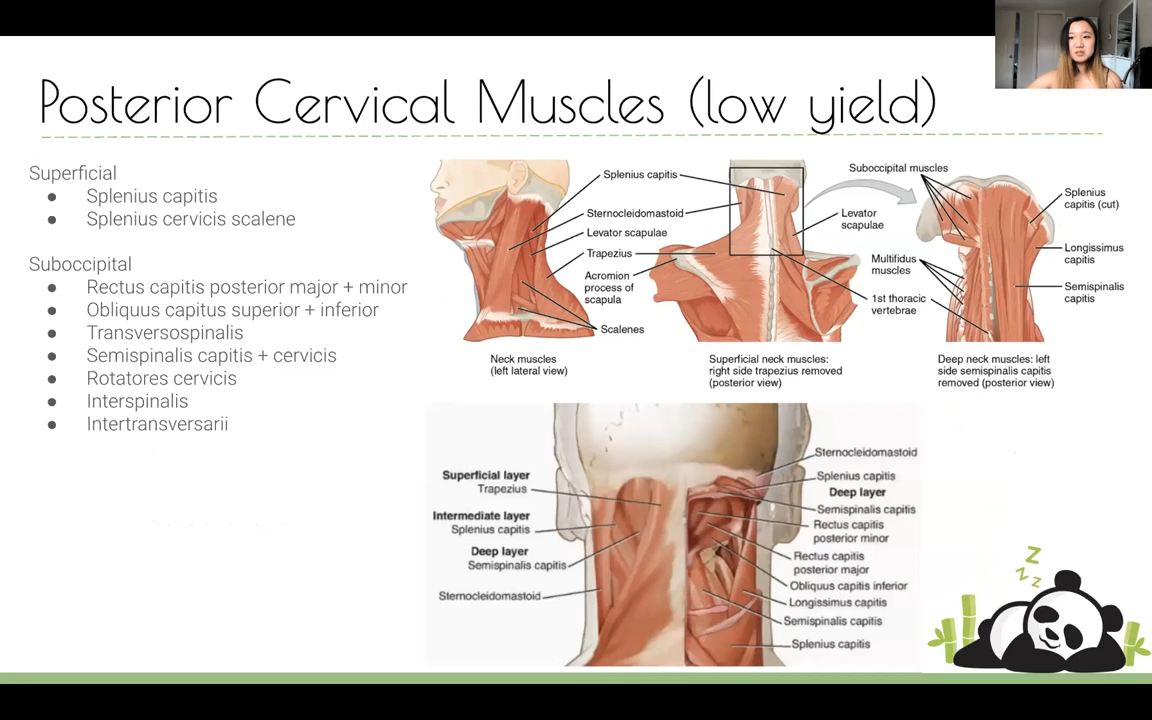 Posterior Cervical Muscles (low yield)
Superficial
● Splenius capitis
● Splenius cervicis scalene
Suboccipital
● Rectus capitis posterior major + minor
● Obliquus capitus superior + inferior
● Transversospinalis
● Semispinalis capitis + cervicis
● Rotatores cervicis
● Interspinalis
● Intertransversarii
Splenius capitis
Sternocleidomastoid
Levator scapulae
Trapezius
Acromion
process of
scapula
Scalenes
Neck muscles
(left lateral view)
Levator
scapulae
1st thoracic
vertebrae
Superficial neck muscles:
right side trapezius removed
(posterior view)
Suboccipital muscles
Multifidus
muscles
Splenius
capitis (cut)
Longissimus
capitis
Semispinalis
capitis
Deep neck muscles: left
side semispinalis capitis
removed (posterior view)
Superficial layer
Trapezius
Intermediate layer
Splenius capitis
Deep layer
Semispinalis capitis
Sternocleidomastoid
Sternocleidomastoid
Splenius capitis
Deep layer
Semispinalis capitis
Rectus capitis
posterior minor
Rectus capitis
posterior major
Obliquus capitis inferior
Longissimus capitis
Semispinalis capitis
Splenius capitis
Z
Z
Z